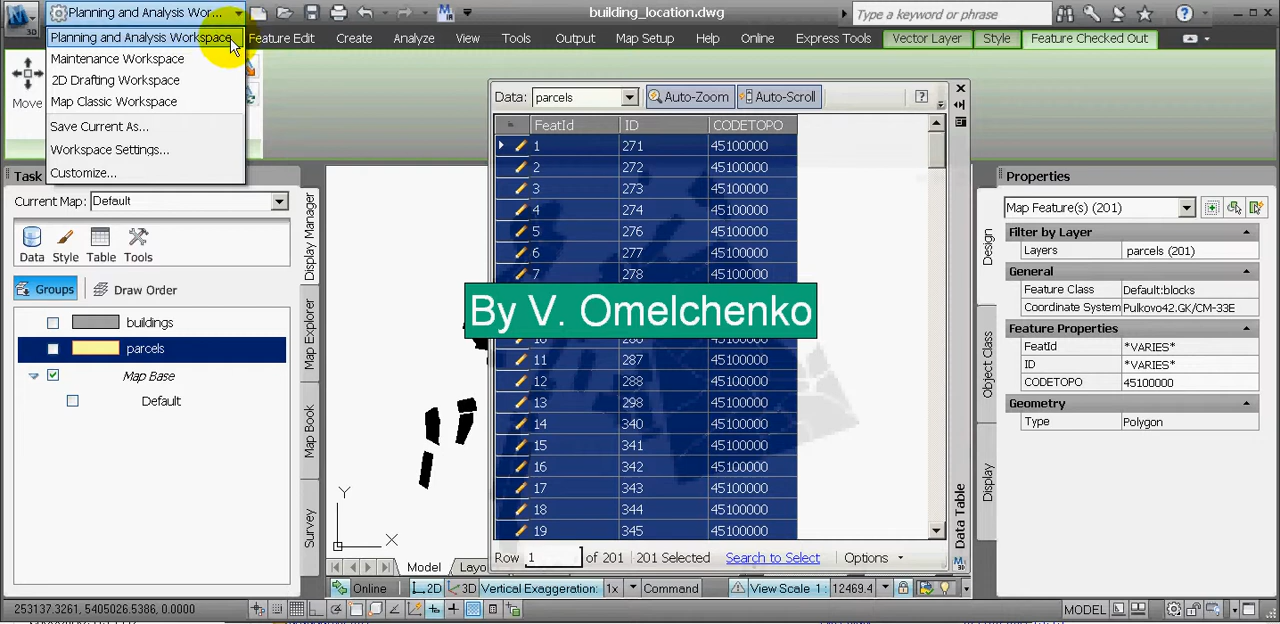 Planning and Analysis Wor...
building_location.dwg
Type a keyword or phrase
Planning and Analysis Workspace
Maintenance Workspace
2D Drafting Workspace
Map Classic Workspace
Save Current As...
Workspace Settings...
Customize...
Feature Edit
Create
Analyze
View
Tools
Output
Map Setup
Help
Online
Express Tools
Vector Layer
Style
Feature Checked Out
Move
Task
Current Map: Default
Data
Style
Table
Tools
Groups
Draw Order
buildings
parcels
Map Base
Default
Display Manager
Map Explorer
Map Book
Survey
Data: parcels
Auto-Zoom
Auto-Scroll
FeatId ID CODETOPO
1 271 45100000
2 272 45100000
3 273 45100000
4 274 45100000
5 276 45100000
6 277 45100000
7 278 45100000
By V. Omelchenko
11 287 45100000
12 288 45100000
13 298 45100000
14 340 45100000
15 341 45100000
16 342 45100000
17 343 45100000
18 344 45100000
19 345 45100000
Row 1 of 201 201 Selected Search to Select Options
Data Table
Y
X
Model
Layo
Properties
Map Feature(s) (201)
Filter by Layer
Layers parcels (201)
General
Feature Class Default:blocks
Coordinate System Pulkovo42.GK/CM-33E
Feature Properties
FeatId *VARIES*
ID *VARIES*
CODETOPO 45100000
Geometry
Type Polygon
Design
Object Class
Display
Online 2D 3D Vertical Exaggeration: 1x Command View Scale 1 : 12469.4
253137.3261, 5405026.5386, 0.0000
MODEL